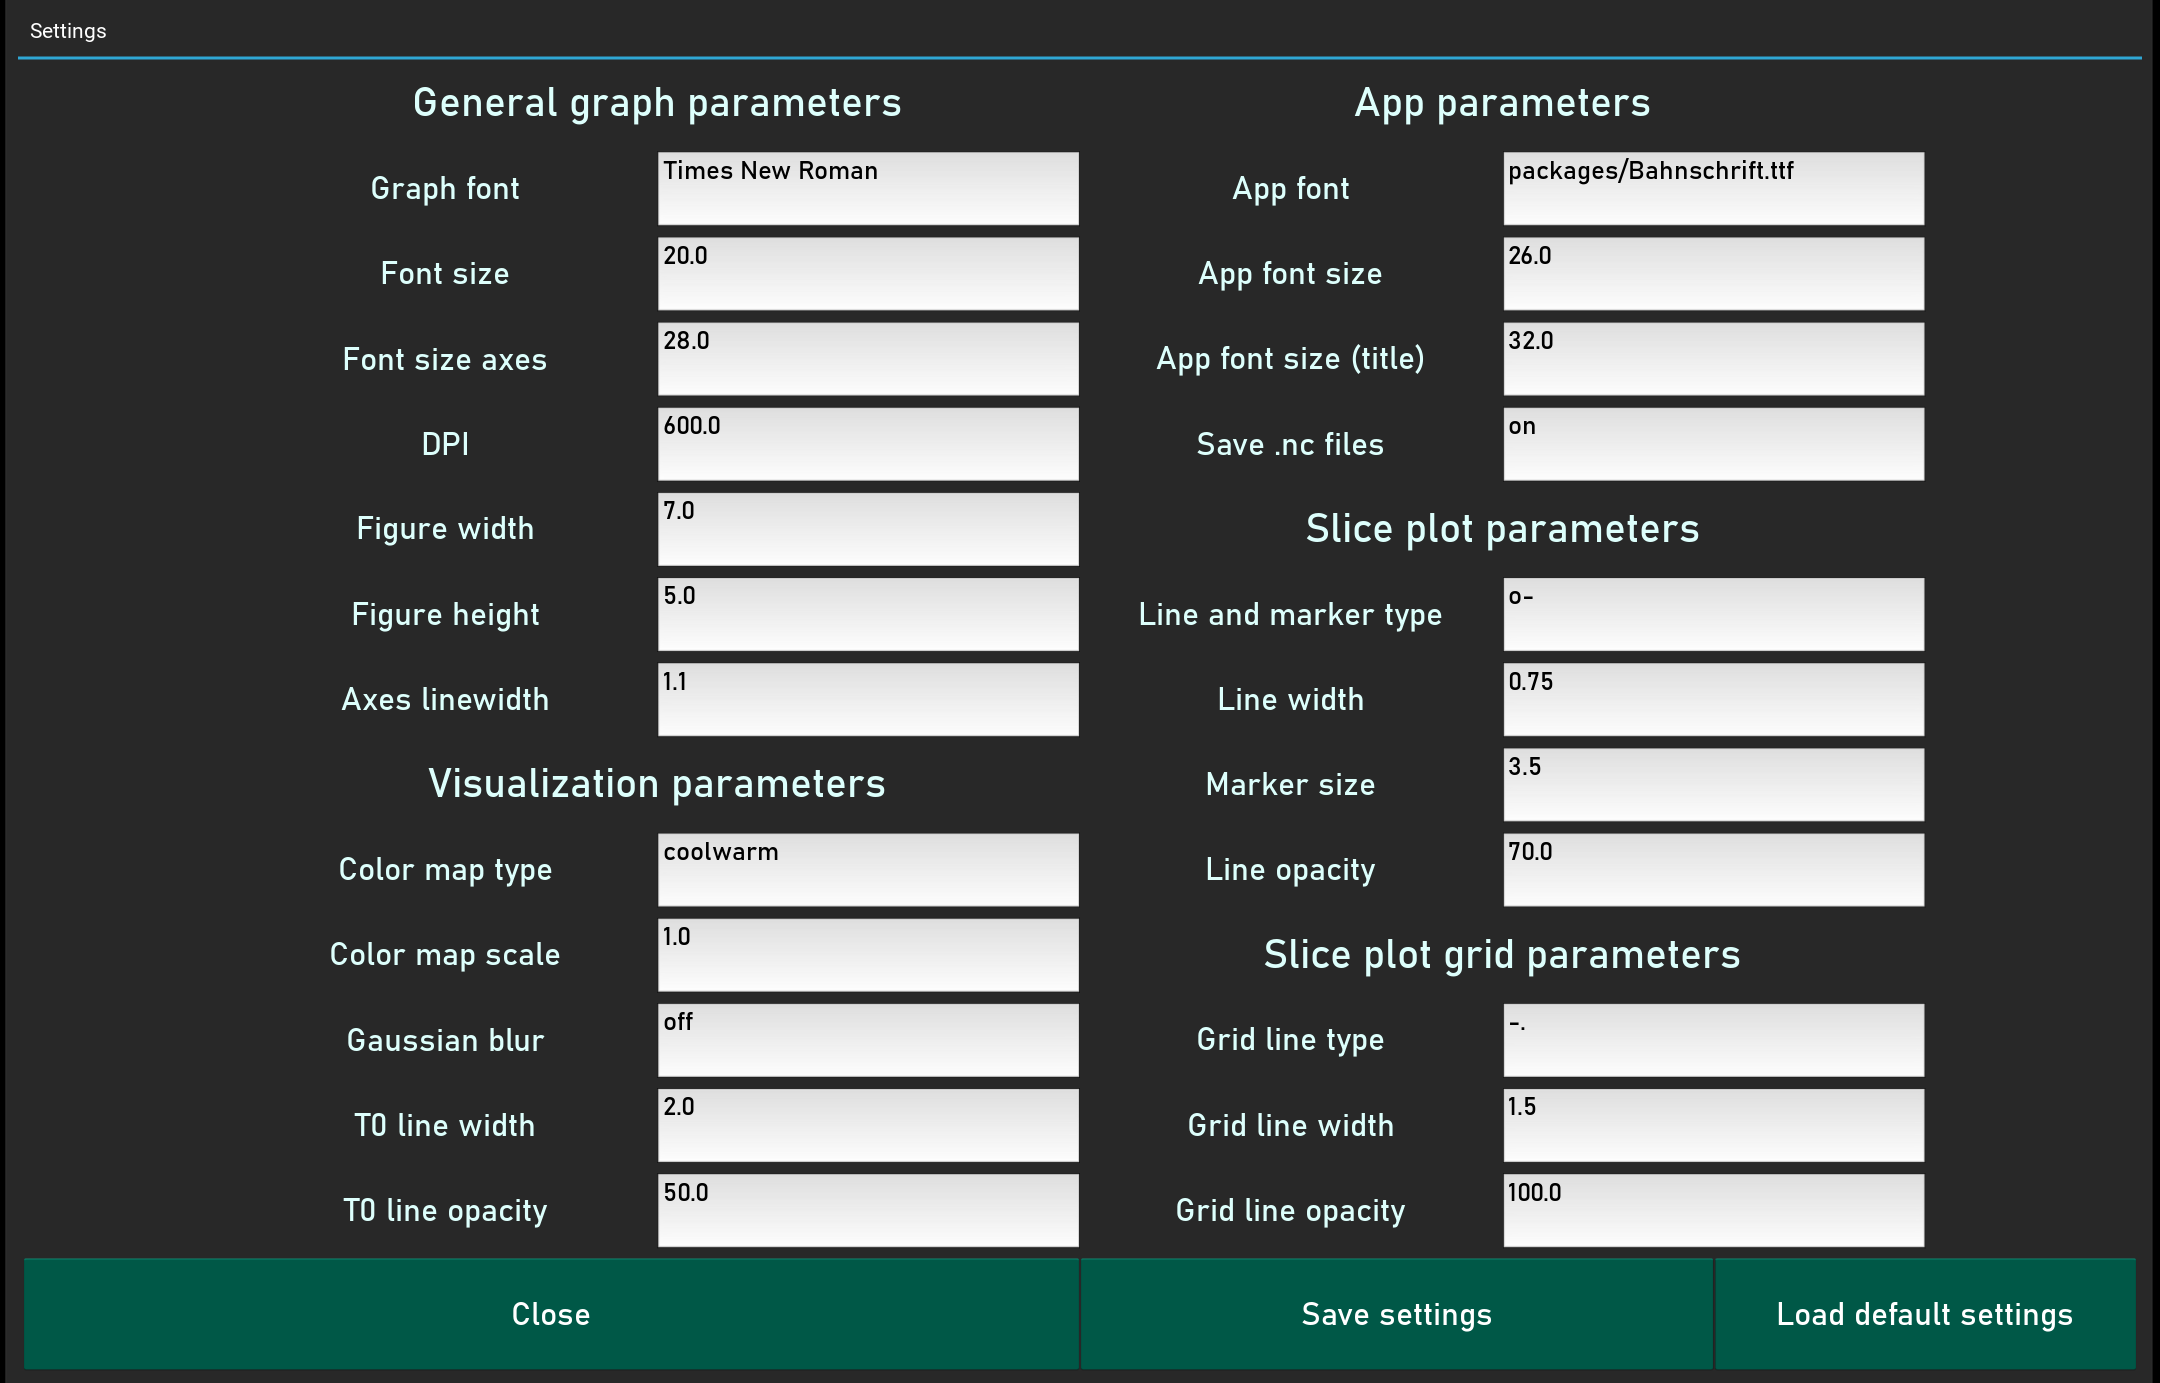 Settings
General graph parameters
Graph font
Times New Roman
Font size
20.0
Font size axes
28.0
DPI
600.0
Figure width
7.0
Figure height
5.0
Axes linewidth
1.1
Visualization parameters
Color map type
coolwarm
Color map scale
1.0
Gaussian blur
off
T0 line width
2.0
T0 line opacity
50.0
App parameters
App font
packages/Bahnschrift.ttf
App font size
26.0
App font size (title)
32.0
Save .nc files
on
Slice plot parameters
Line and marker type
o-
Line width
0.75
Marker size
3.5
Line opacity
70.0
Slice plot grid parameters
Grid line type
-.
Grid line width
1.5
Grid line opacity
100.0
Close
Save settings
Load default settings